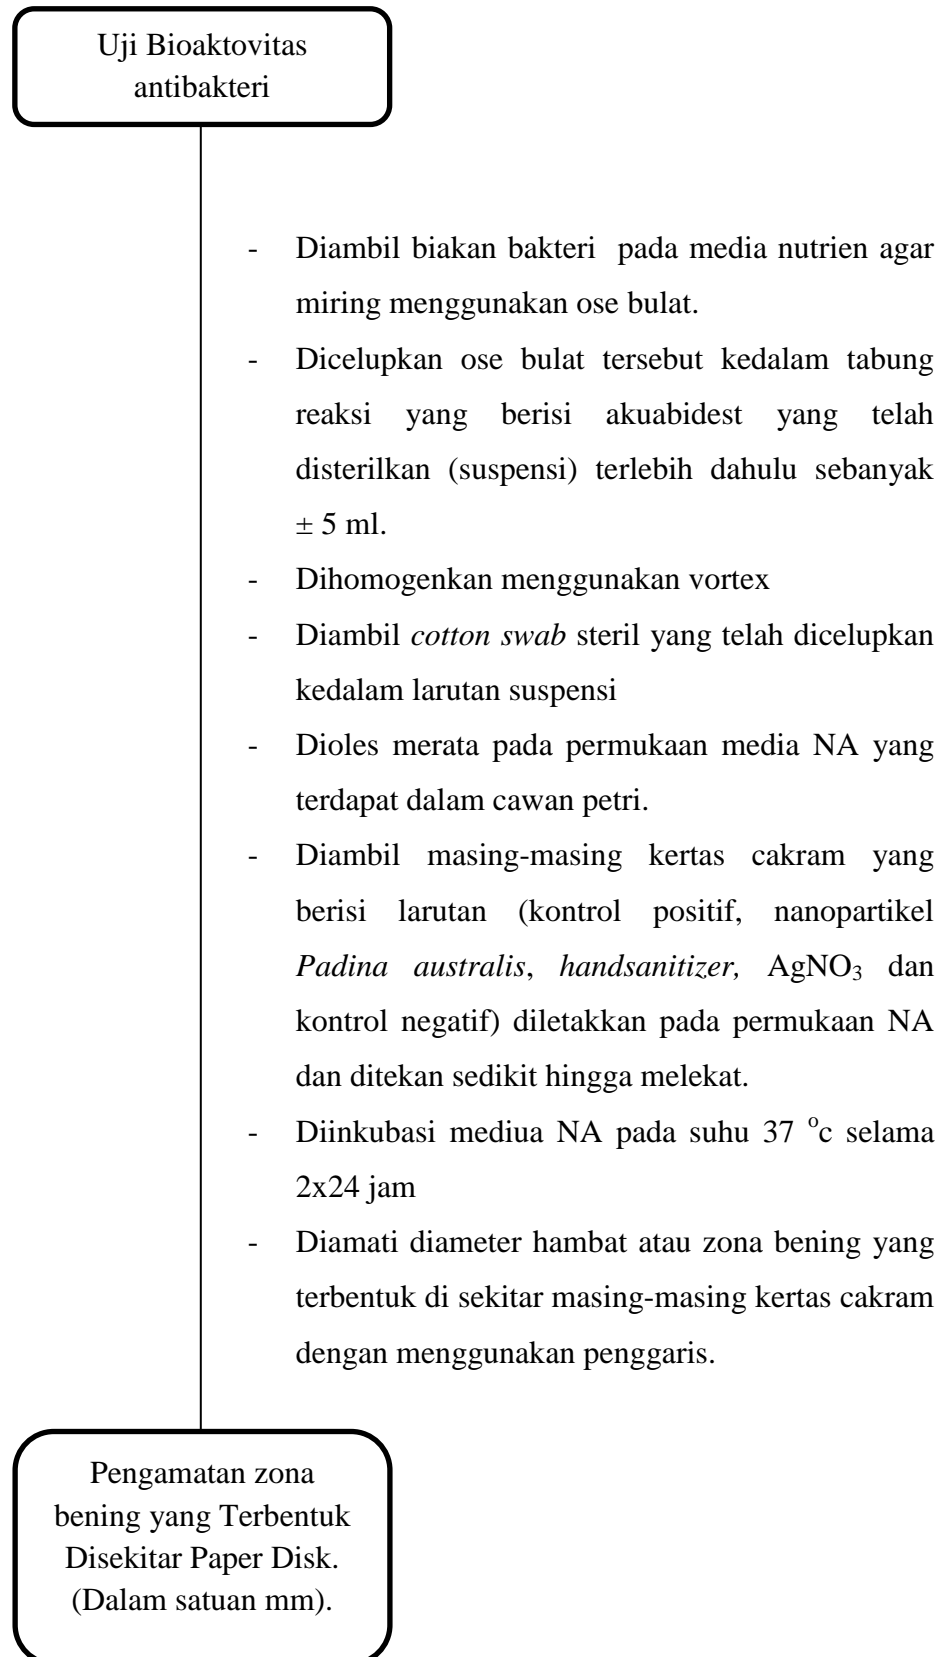 Uji Bioaktovitas
antibakteri
- Diambil biakan bakteri pada media nutrien agar
miring menggunakan ose bulat.
- Dicelupkan ose bulat tersebut kedalam tabung
reaksi yang berisi akuabidest yang telah
disterilkan (suspensi) terlebih dahulu sebanyak
± 5 ml.
- Dihomogenkan menggunakan vortex
- Diambil cotton swab steril yang telah dicelupkan
kedalam larutan suspensi
- Dioles merata pada permukaan media NA yang
terdapat dalam cawan petri.
- Diambil masing-masing kertas cakram yang
berisi larutan (kontrol positif, nanopartikel
Padina australis, handsanitizer, AgNO₃ dan
kontrol negatif) diletakkan pada permukaan NA
dan ditekan sedikit hingga melekat.
- Diinkubasi mediua NA pada suhu 37 ᵒc selama
2x24 jam
- Diamati diameter hambat atau zona bening yang
terbentuk di sekitar masing-masing kertas cakram
dengan menggunakan penggaris.
Pengamatan zona
bening yang Terbentuk
Disekitar Paper Disk.
(Dalam satuan mm).